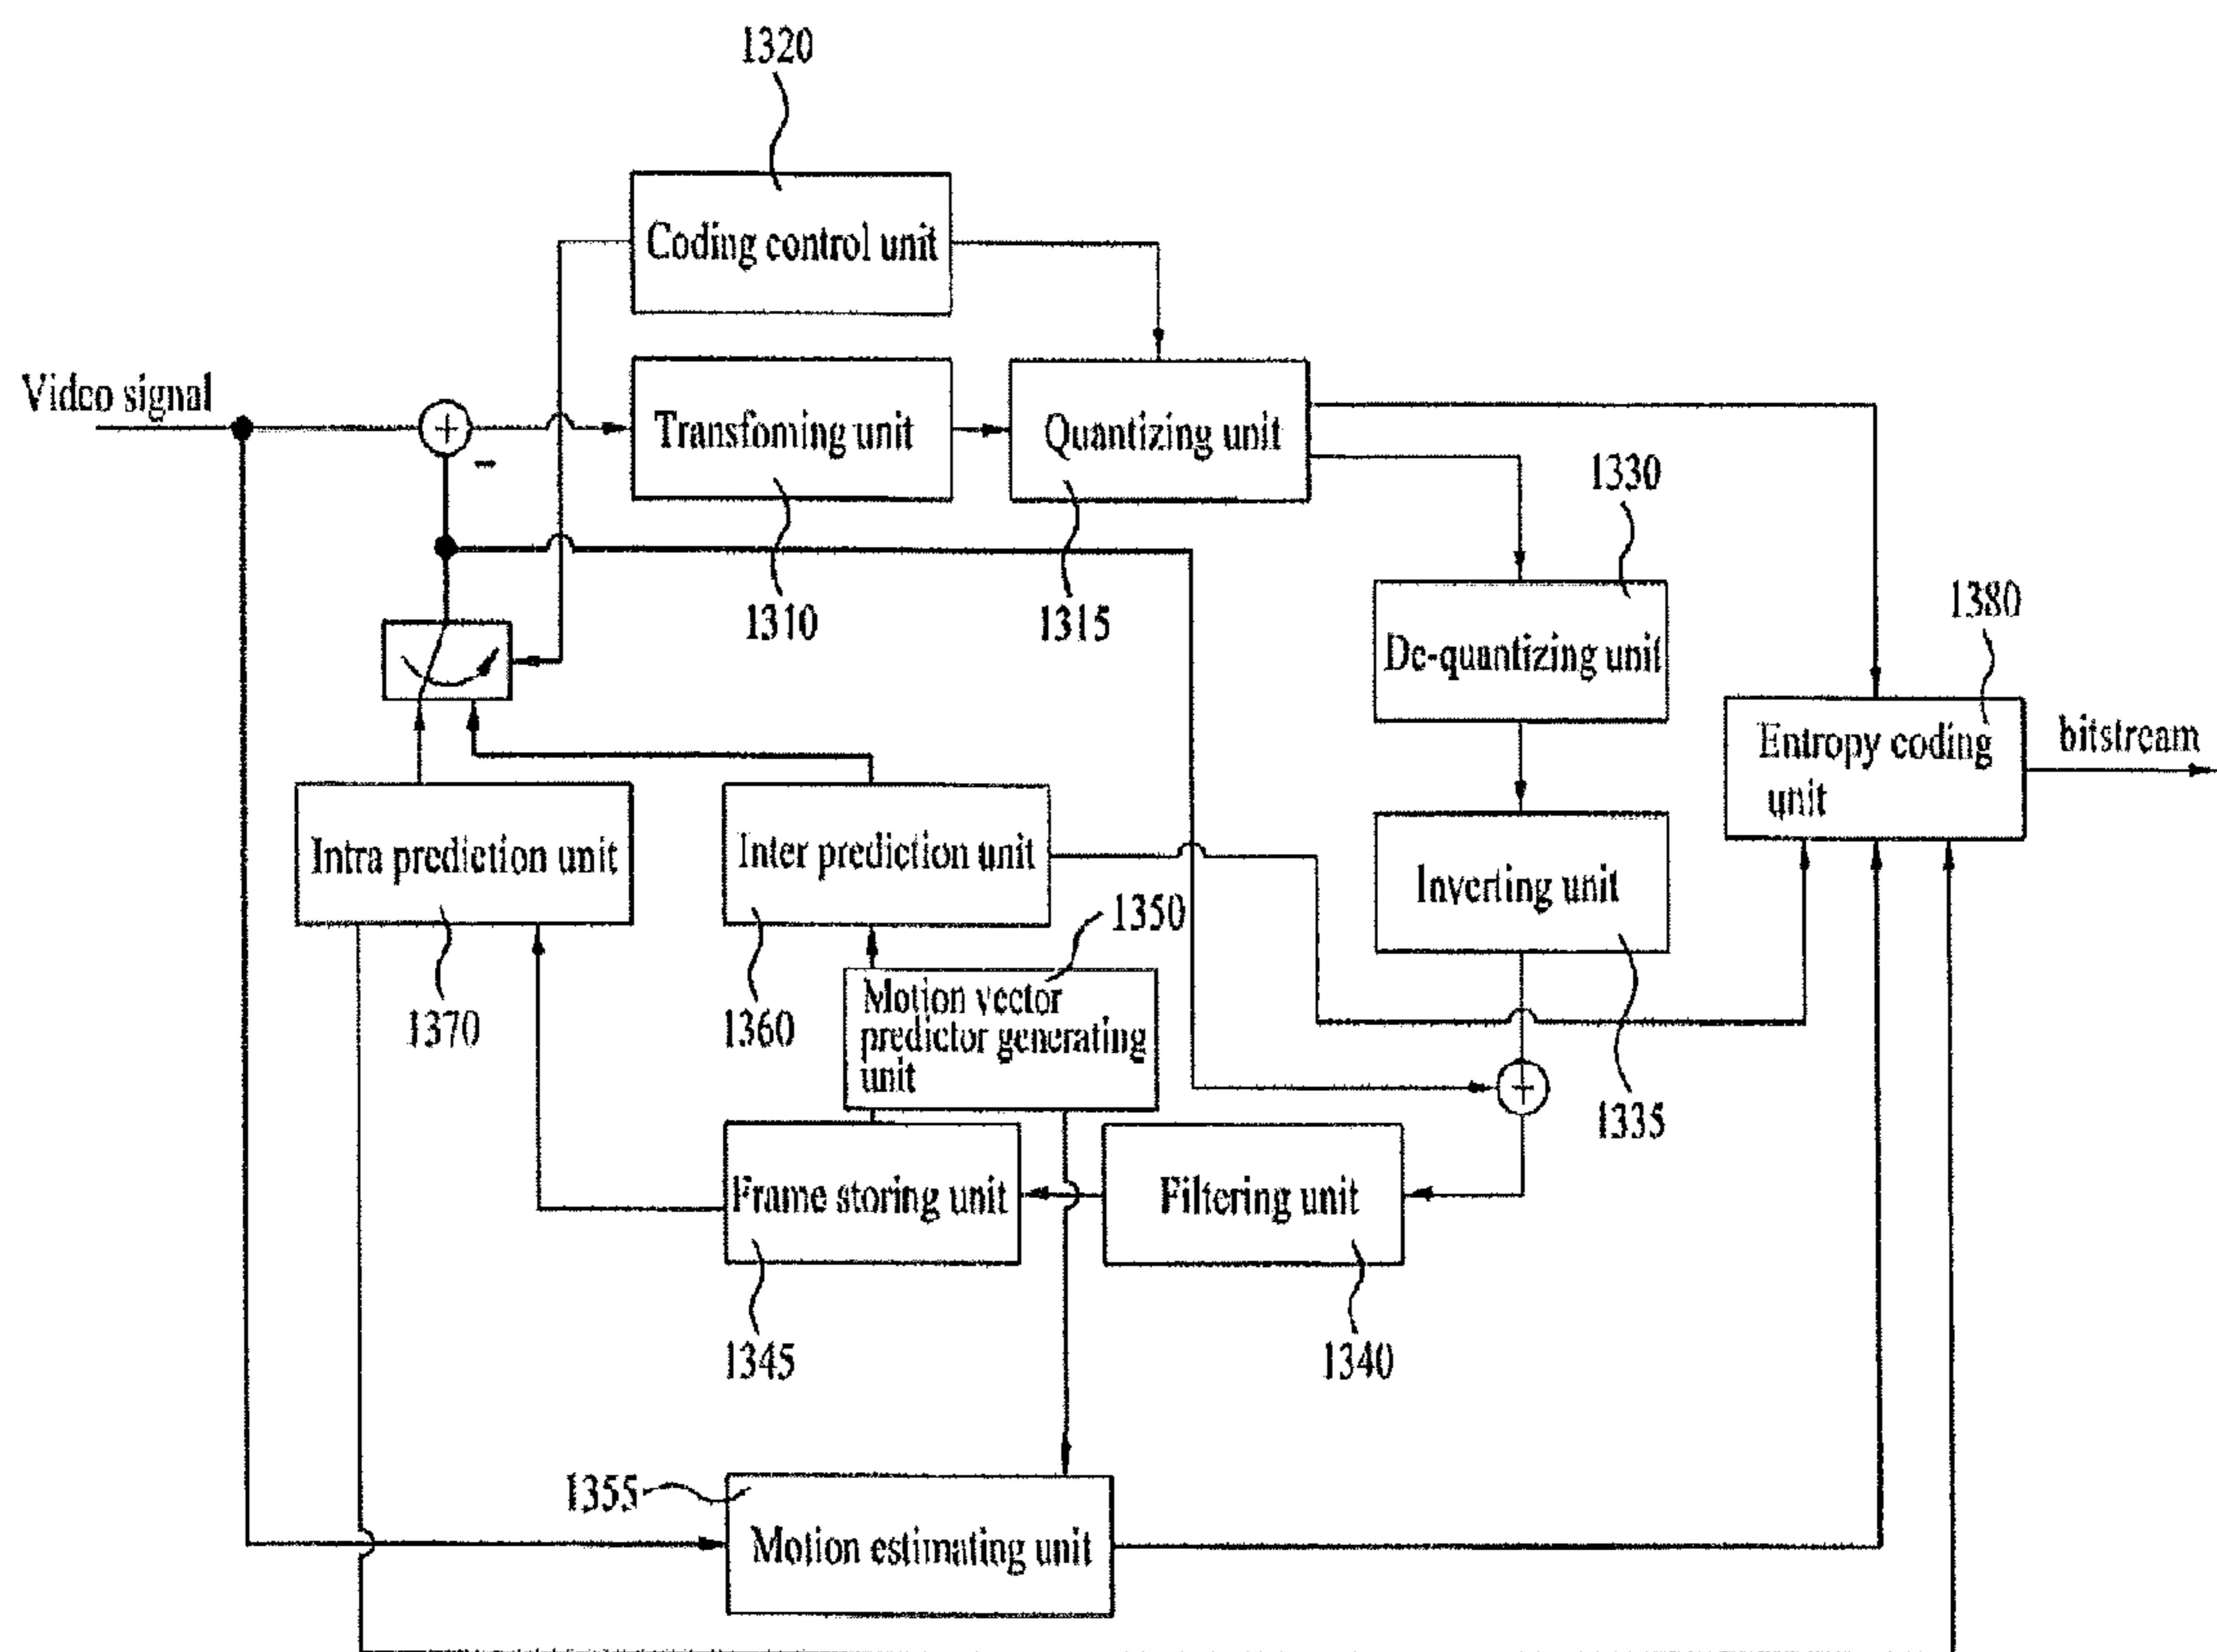 1320
Coding control unit
Video signal
+
-
Transfoming unit
Quantizing unit
1330
1310
1315
1380
De-quantizing unit
Entropy coding
unit
bitstream
Intra prediction unit
Inter prediction unit
Inverting unit
1350
1370
1360
Motion vector
predictor generating
unit
+
1335
Frame storing unit
Filtering unit
1345
1340
1355
Motion estimating unit